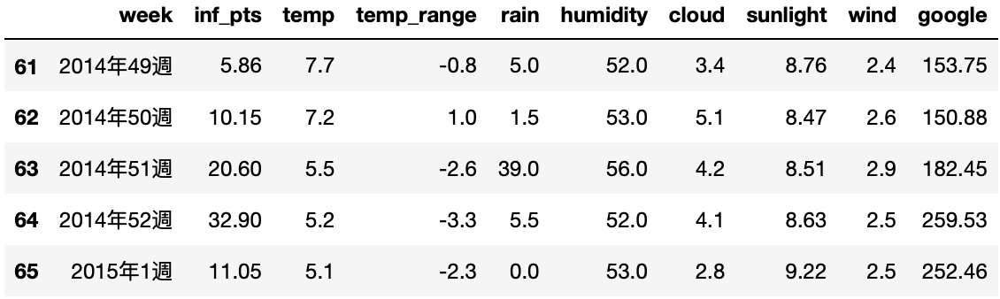 week inf_pts temp temp_range rain humidity cloud sunlight wind google
61 2014年49週 5.86 7.7 -0.8 5.0 52.0 3.4 8.76 2.4 153.75
62 2014年50週 10.15 7.2 1.0 1.5 53.0 5.1 8.47 2.6 150.88
63 2014年51週 20.60 5.5 -2.6 39.0 56.0 4.2 8.51 2.9 182.45
64 2014年52週 32.90 5.2 -3.3 5.5 52.0 4.1 8.63 2.5 259.53
65 2015年1週 11.05 5.1 -2.3 0.0 53.0 2.8 9.22 2.5 252.46